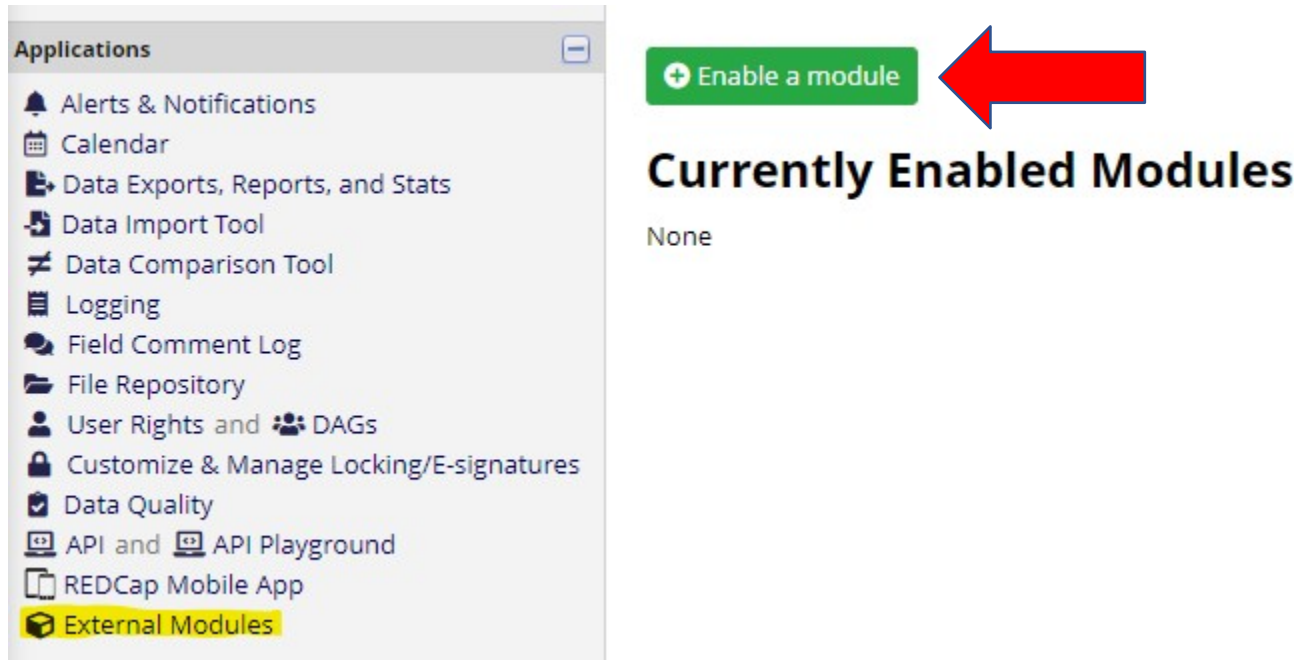 Applications
Alerts & Notifications
Calendar
Data Exports, Reports, and Stats
Data Import Tool
Data Comparison Tool
Logging
Field Comment Log
File Repository
User Rights and DAGs
Customize & Manage Locking/E-signatures
Data Quality
API and API Playground
REDCap Mobile App
External Modules
Enable a module
Currently Enabled Modules
None